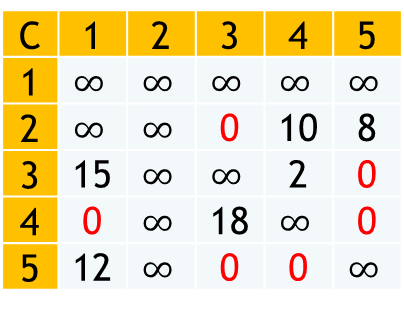 C 1 2 3 4 5
1 ∞ ∞ ∞ ∞ ∞
2 ∞ ∞ 0 10 8
3 15 ∞ ∞ 2 0
4 0 ∞ 18 ∞ 0
5 12 ∞ 0 0 ∞